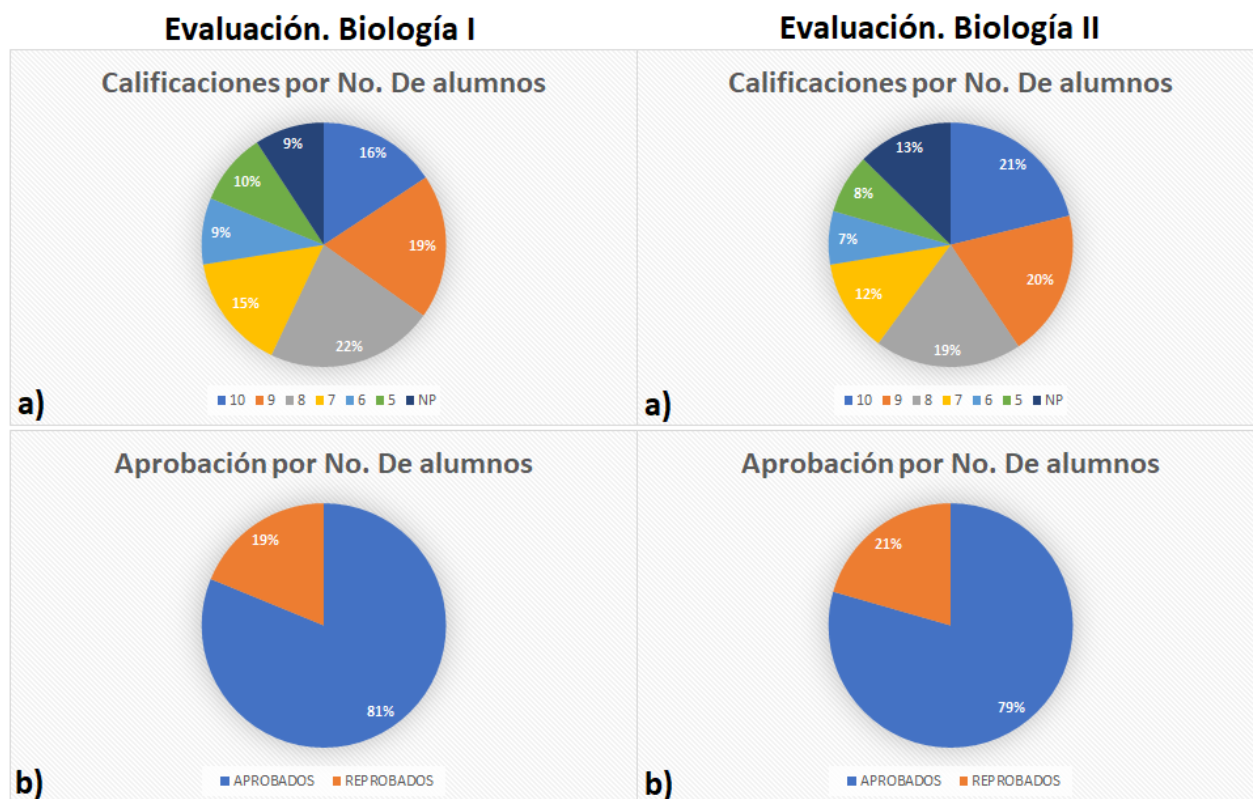 Evaluación. Biología I
Calificaciones por No. De alumnos
9%
16%
10%
19%
9%
15%
22%
10 9 8 7 6 5 NP
a)
Aprobación por No. De alumnos
19%
81%
APROBADOS REPROBADOS
b)
Evaluación. Biología II
Calificaciones por No. De alumnos
13%
21%
8%
7%
20%
12%
19%
10 9 8 7 6 5 NP
a)
Aprobación por No. De alumnos
21%
79%
APROBADOS REPROBADOS
b)